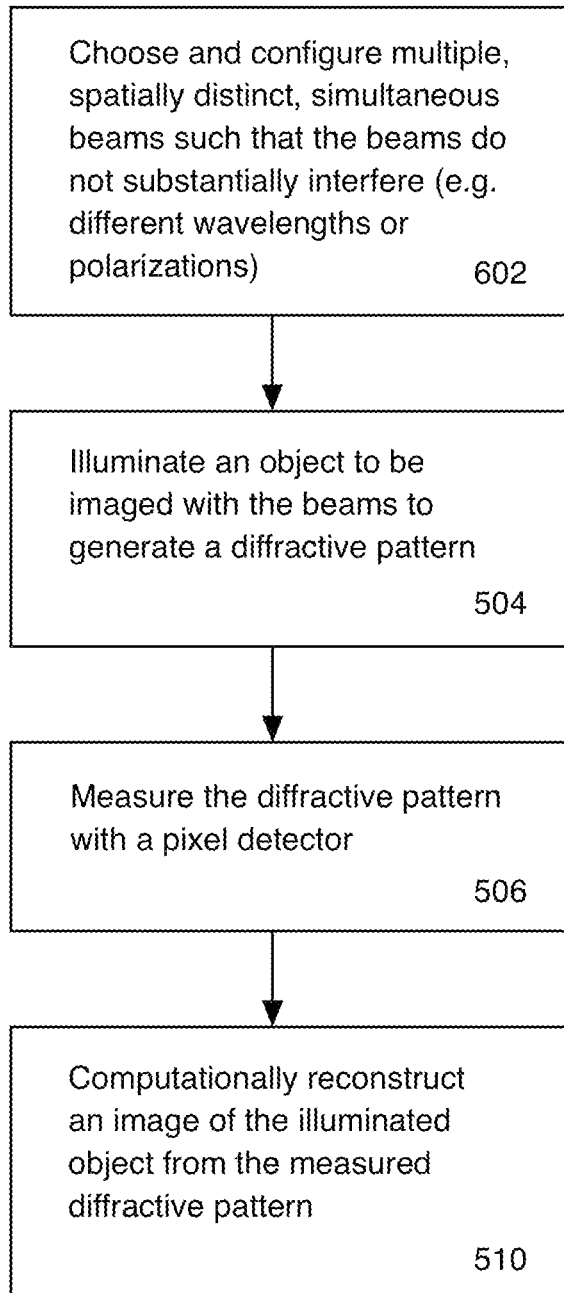 Choose and configure multiple,
spatially distinct, simultaneous
beams such that the beams do
not substantially interfere (e.g.
different wavelengths or
polarizations)
602
Illuminate an object to be
imaged with the beams to
generate a diffractive pattern
504
Measure the diffractive pattern
with a pixel detector
506
Computationally reconstruct
an image of the illuminated
object from the measured
diffractive pattern
510